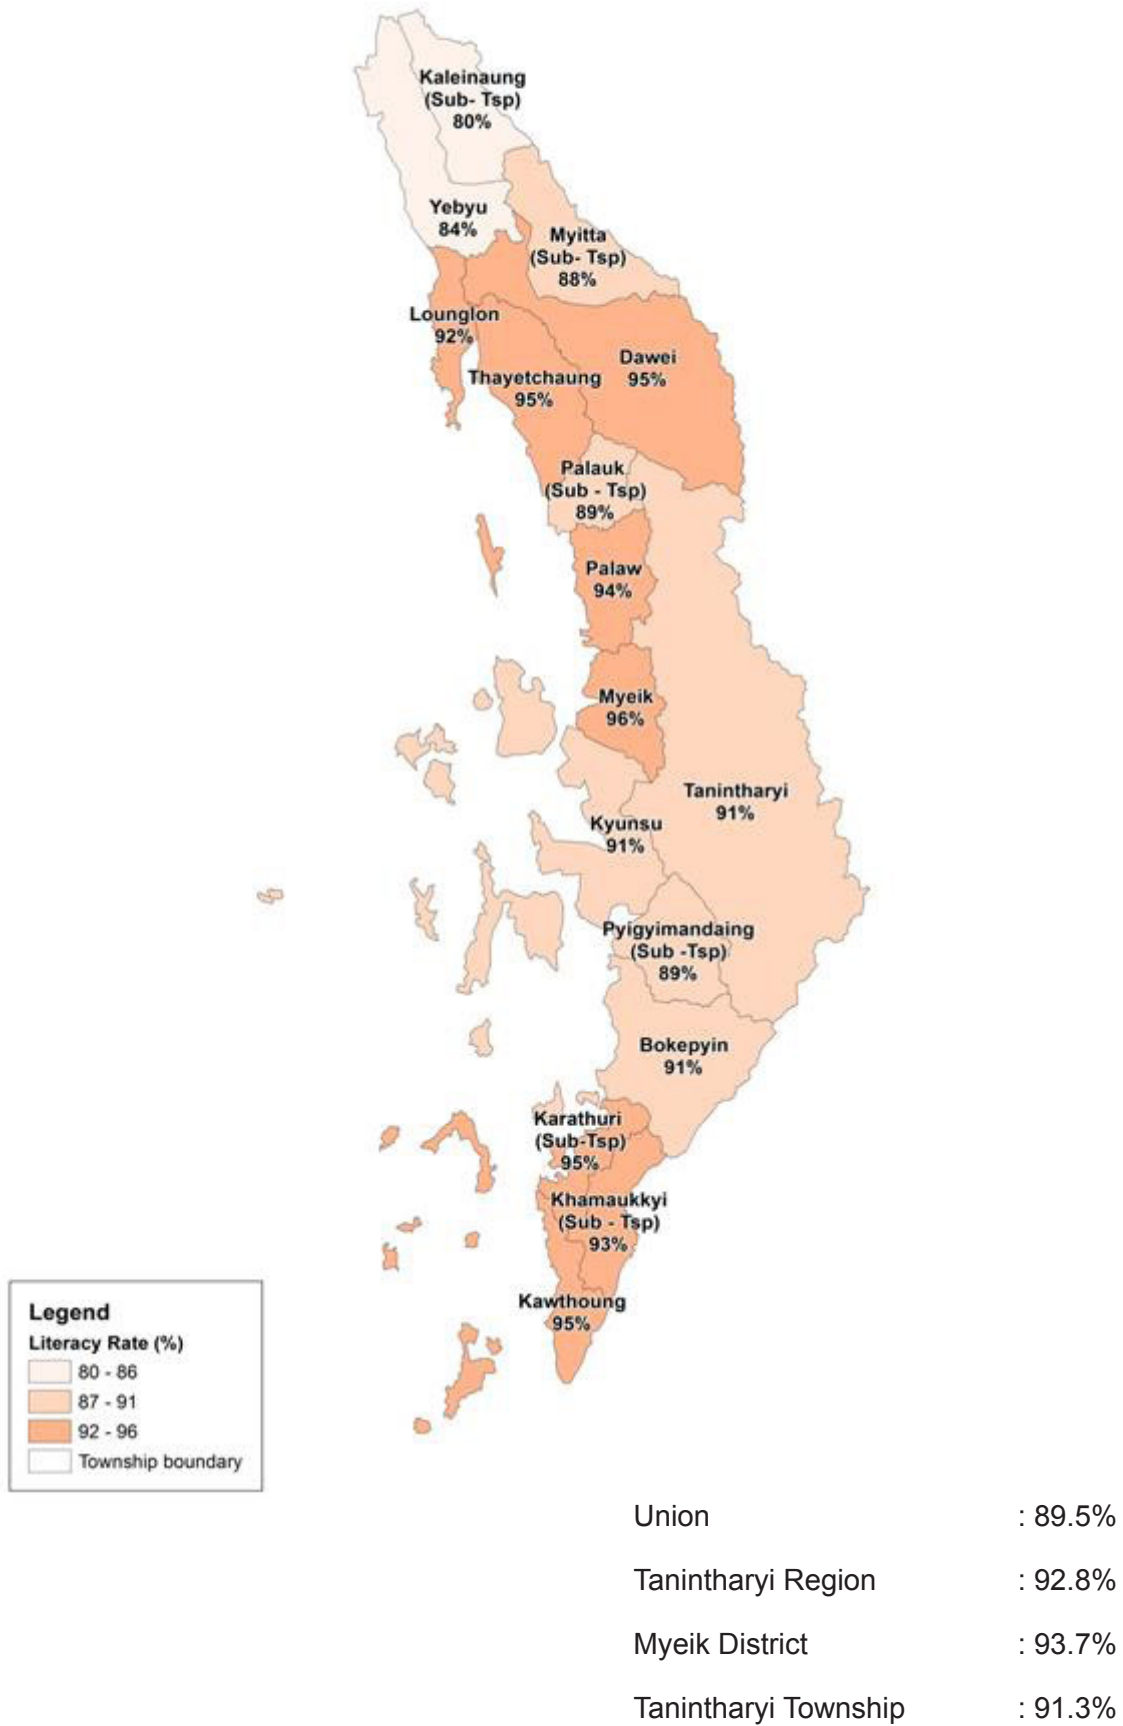 Kaleinaung
(Sub- Tsp)
80%
Yebyu
84%
Myitta
(Sub- Tsp)
88%
Lounglon
92%
Dawei
95%
Thayetchaung
95%
Palauk
(Sub - Tsp)
89%
Palaw
94%
Myeik
96%
Tanintharyi
91%
Kyunsu
91%
Pyigyimandaing
(Sub -Tsp)
89%
Bokepyin
91%
Karathuri
(Sub-Tsp)
95%
Khamaukkyi
(Sub - Tsp)
93%
Kawthoung
95%
Legend
Literacy Rate (%)
80 - 86
87 - 91
92 - 96
Township boundary
Union : 89.5%
Tanintharyi Region : 92.8%
Myeik District : 93.7%
Tanintharyi Township : 91.3%